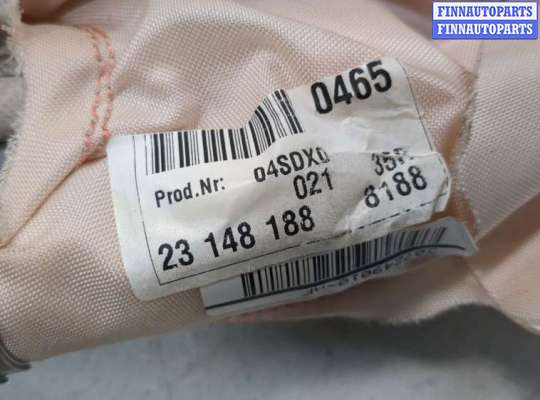 FINNAUTOPARTS
FINNAUTOPARTS
0465
Prod.Nr: 04SDX0
021
8188
23 148 188